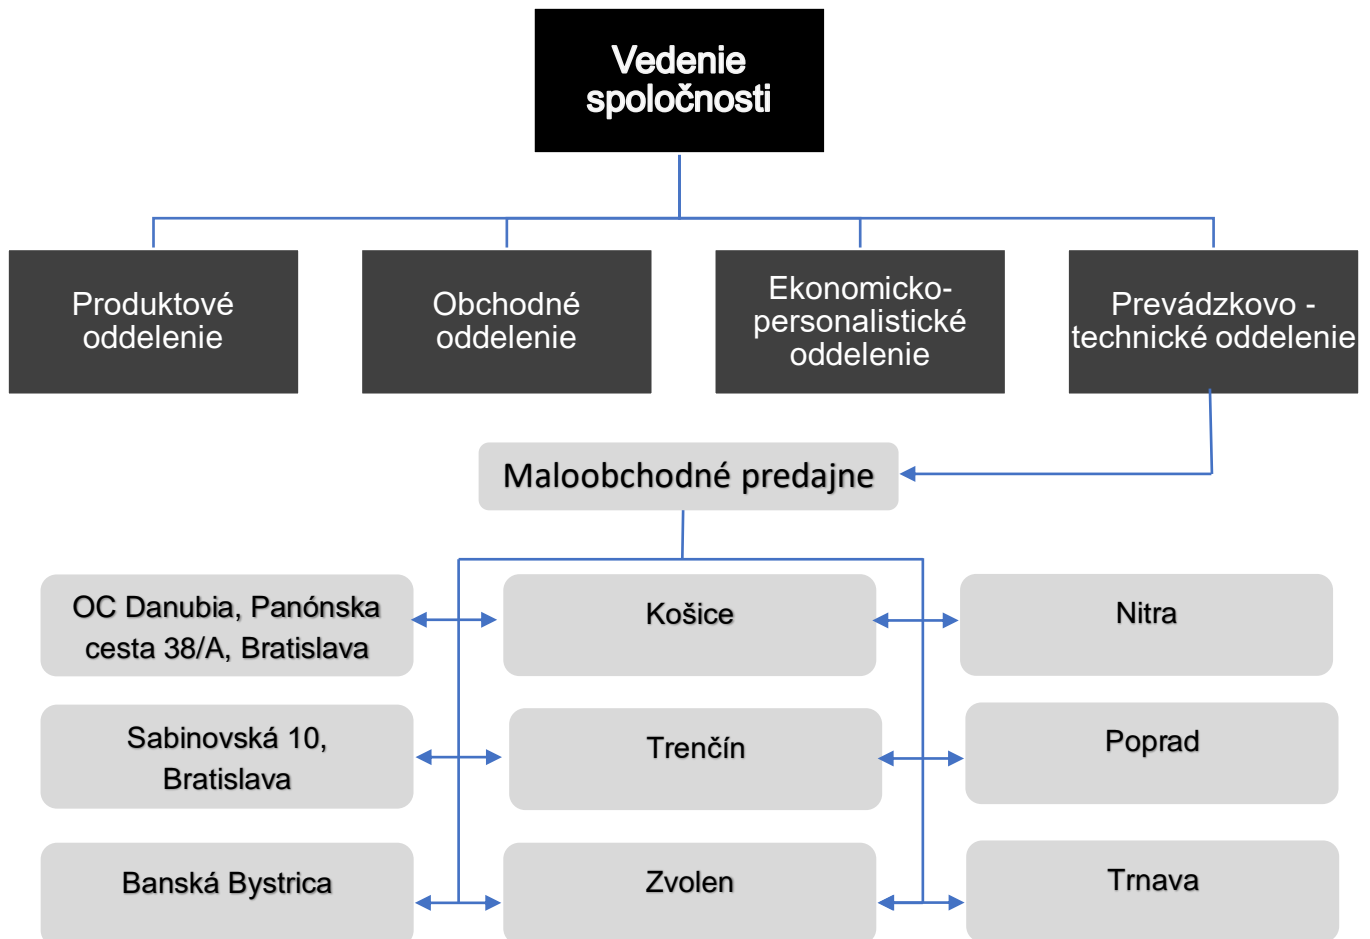 Vedenie
spoločnosti
Produktové
oddelenie
Obchodné
oddelenie
Ekonomicko-
personalistické
oddelenie
Prevádzkovo -
technické oddelenie
Maloobchodné predajne
OC Danubia, Panónska
cesta 38/A, Bratislava
Košice
Nitra
Sabinovská 10,
Bratislava
Trenčín
Poprad
Banská Bystrica
Zvolen
Trnava